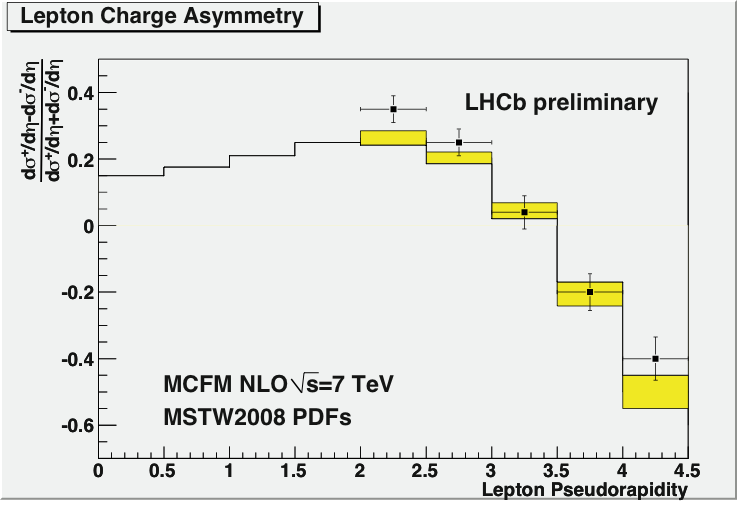 Lepton Charge Asymmetry
dσ⁺/dη-dσ⁻/dη
dσ⁺/dη+dσ⁻/dη
LHCb preliminary
0.4
0.2
0
-0.2
-0.4
-0.6
MCFM NLO √s=7 TeV
MSTW2008 PDFs
0 0.5 1 1.5 2 2.5 3 3.5 4 4.5
Lepton Pseudorapidity